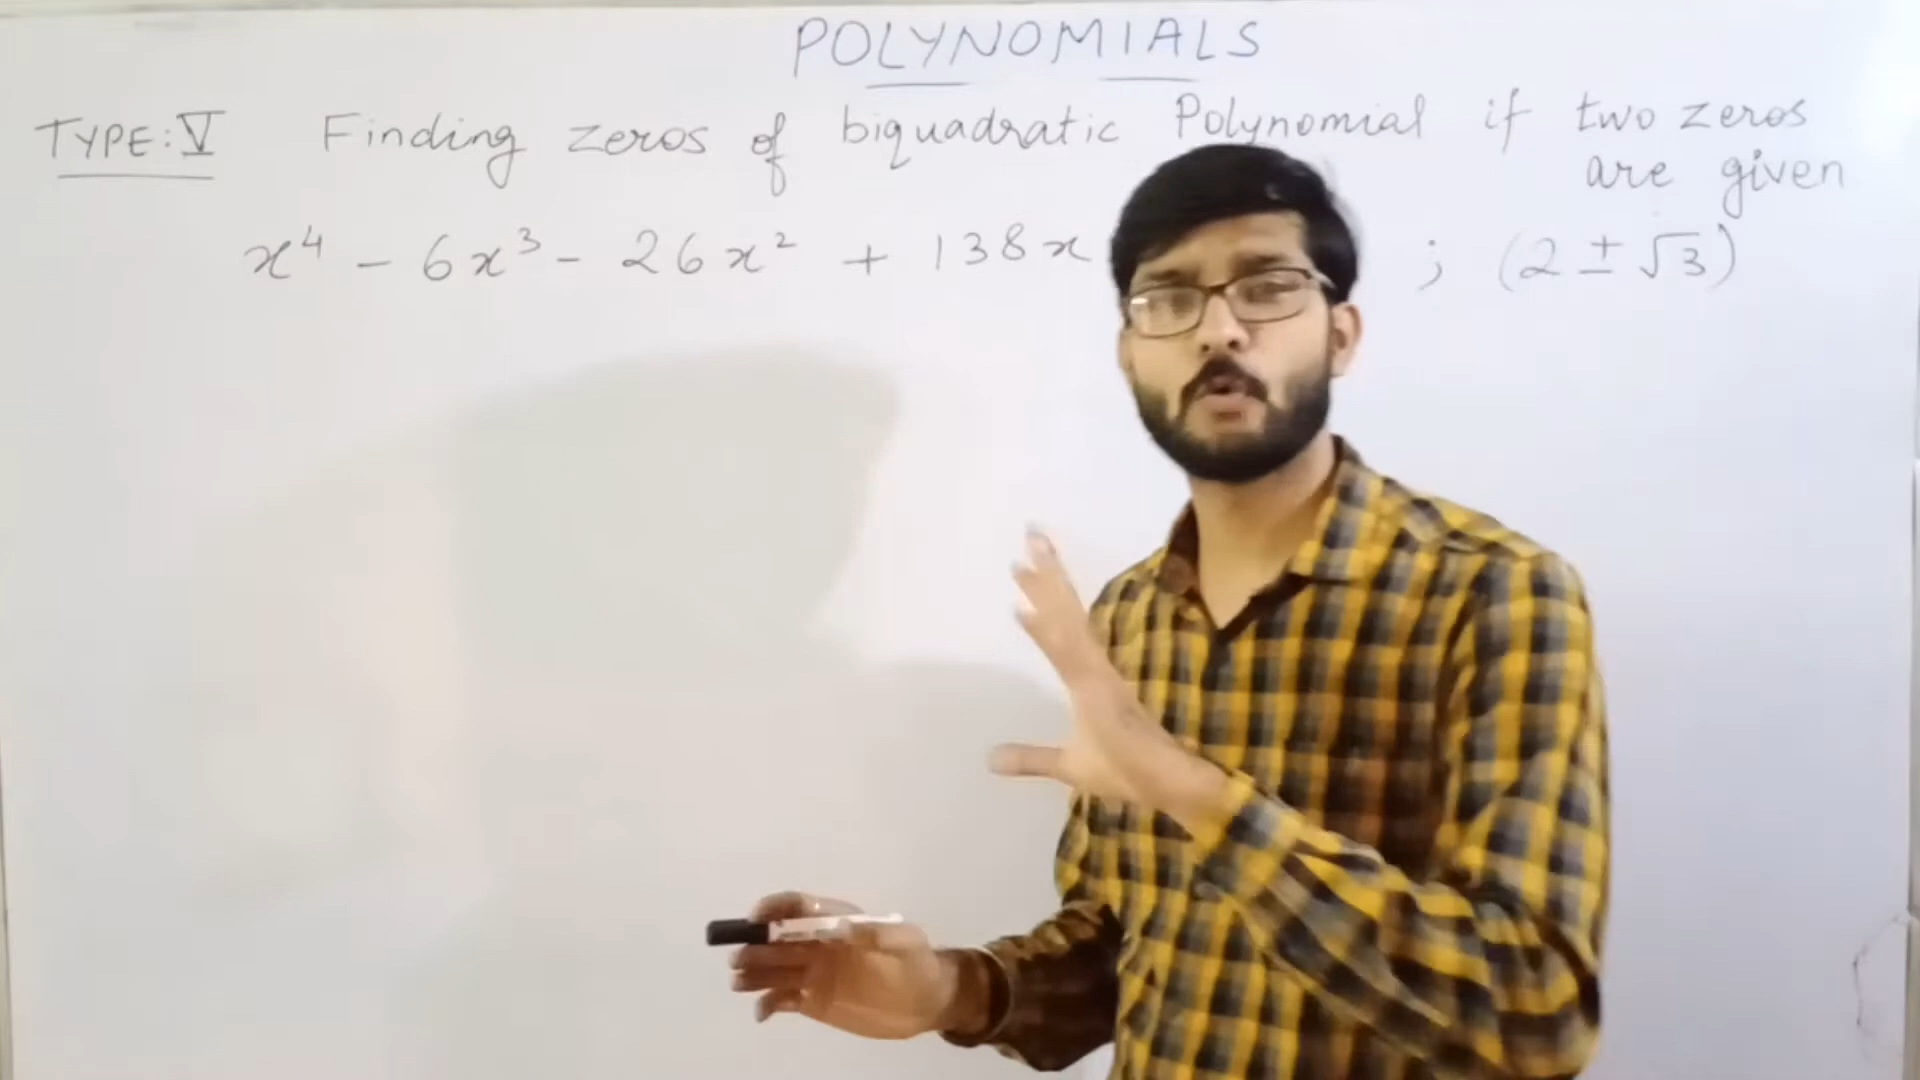 POLYNOMIALS
TYPE: V Finding zeros of biquadratic Polynomial if two zeros
are given
x⁴ - 6x³ - 26x² + 138x ; (2 ± √3)